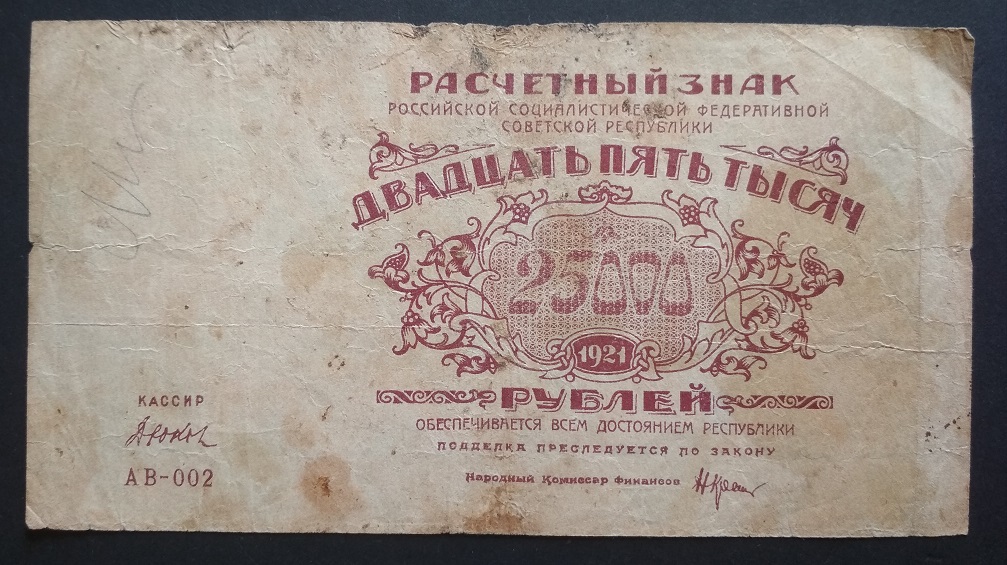 РАСЧЕТНЫЙ ЗНАК
РОССИЙСКОЙ СОЦИАЛИСТИЧЕСКОЙ ФЕДЕРАТИВНОЙ
СОВЕТСКОЙ РЕСПУБЛИКИ
ДВАДЦАТЬ ПЯТЬ ТЫСЯЧ
25000
1921
РУБЛЕЙ
ОБЕСПЕЧИВАЕТСЯ ВСЕМ ДОСТОЯНИЕМ РЕСПУБЛИКИ
ПОДДЕЛКА ПРЕСЛЕДУЕТСЯ ПО ЗАКОНУ
Народный Комиссар Финансов
КАССИР
АВ-002